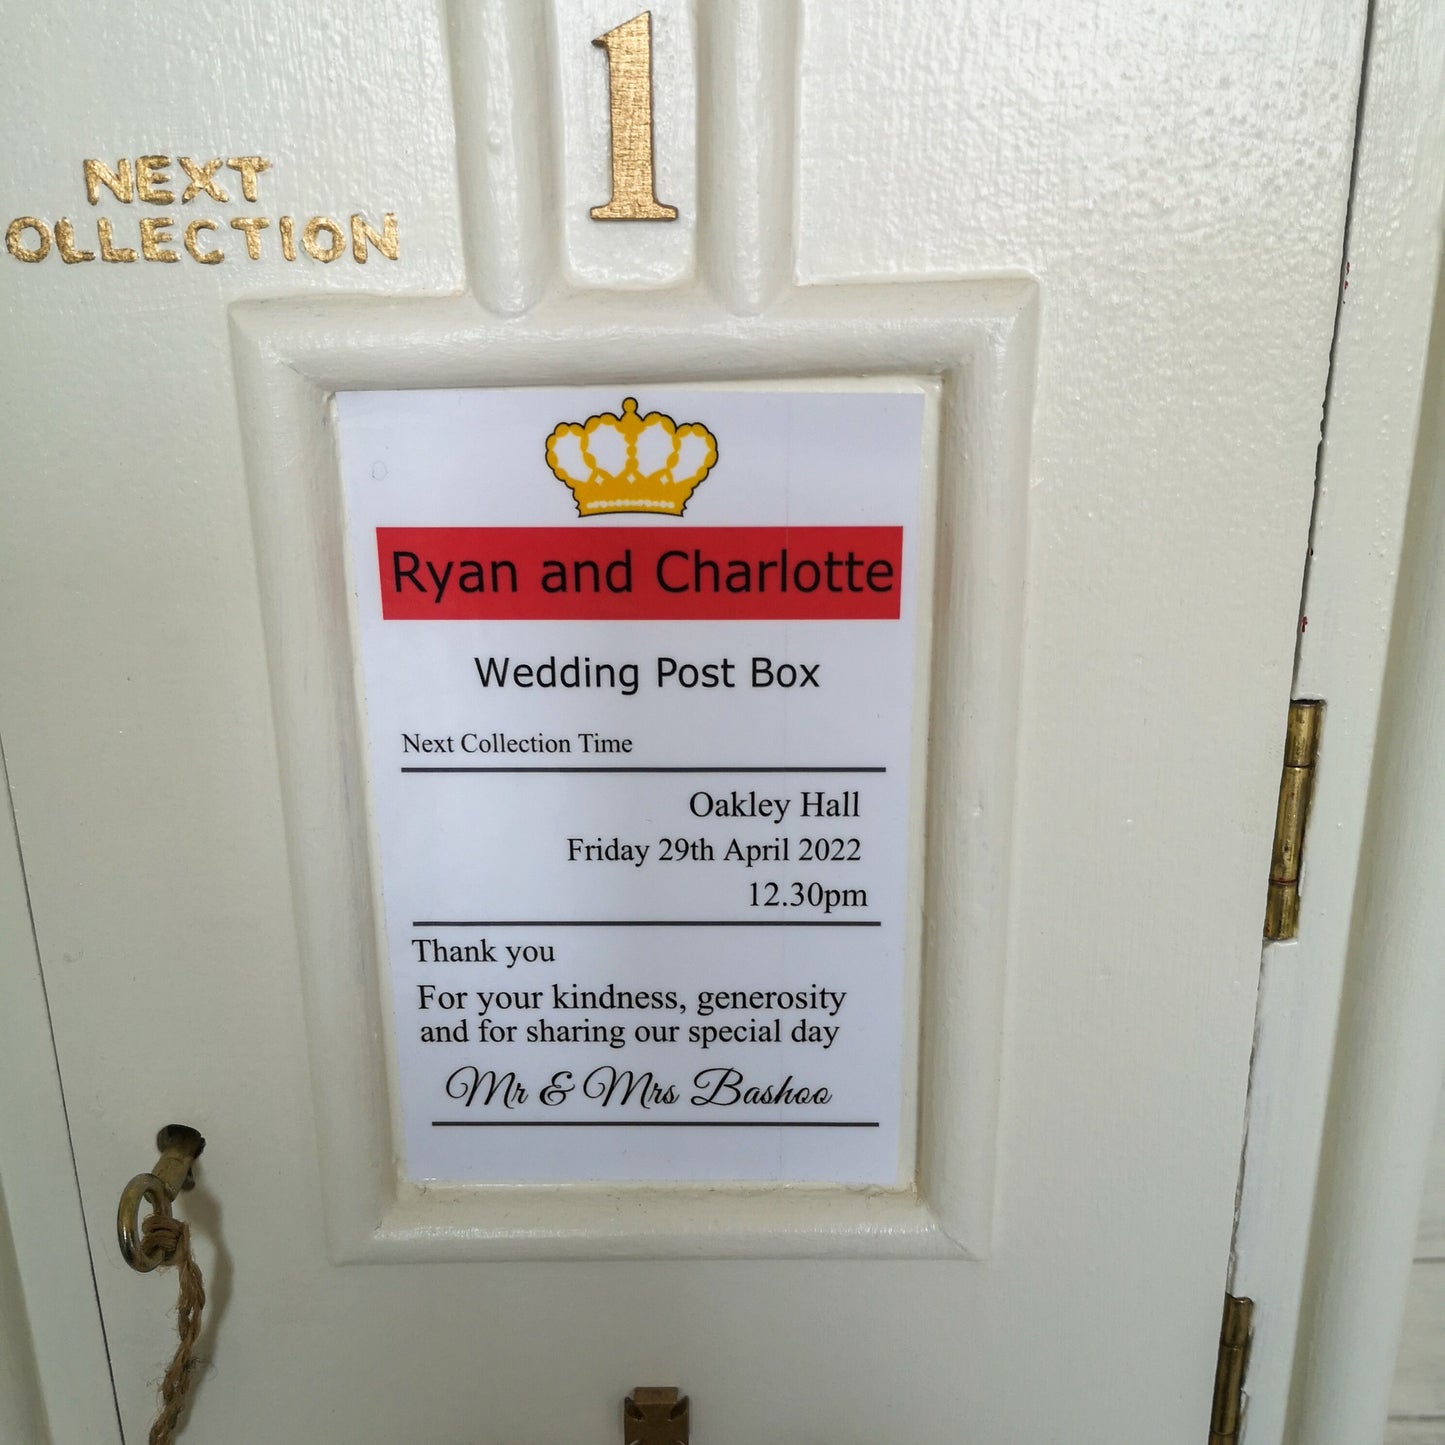 1
NEXT
OLLECTION
Ryan and Charlotte
Wedding Post Box
Next Collection Time
Oakley Hall
Friday 29th April 2022
12.30pm
Thank you
For your kindness, generosity
and for sharing our special day
Mr & Mrs Bashoo